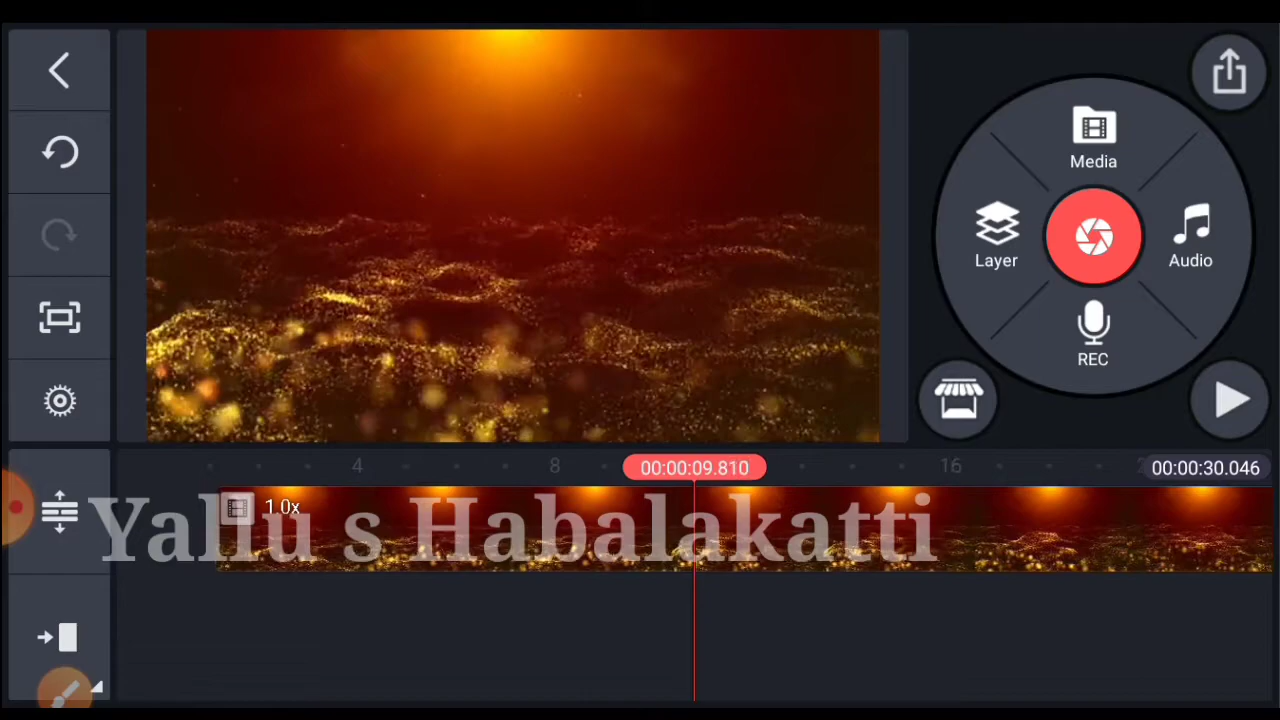 Media
Layer
Audio
REC
4
8
00:00:09.810
16
00:00:30.046
1.0x
Yallu s Habalakatti